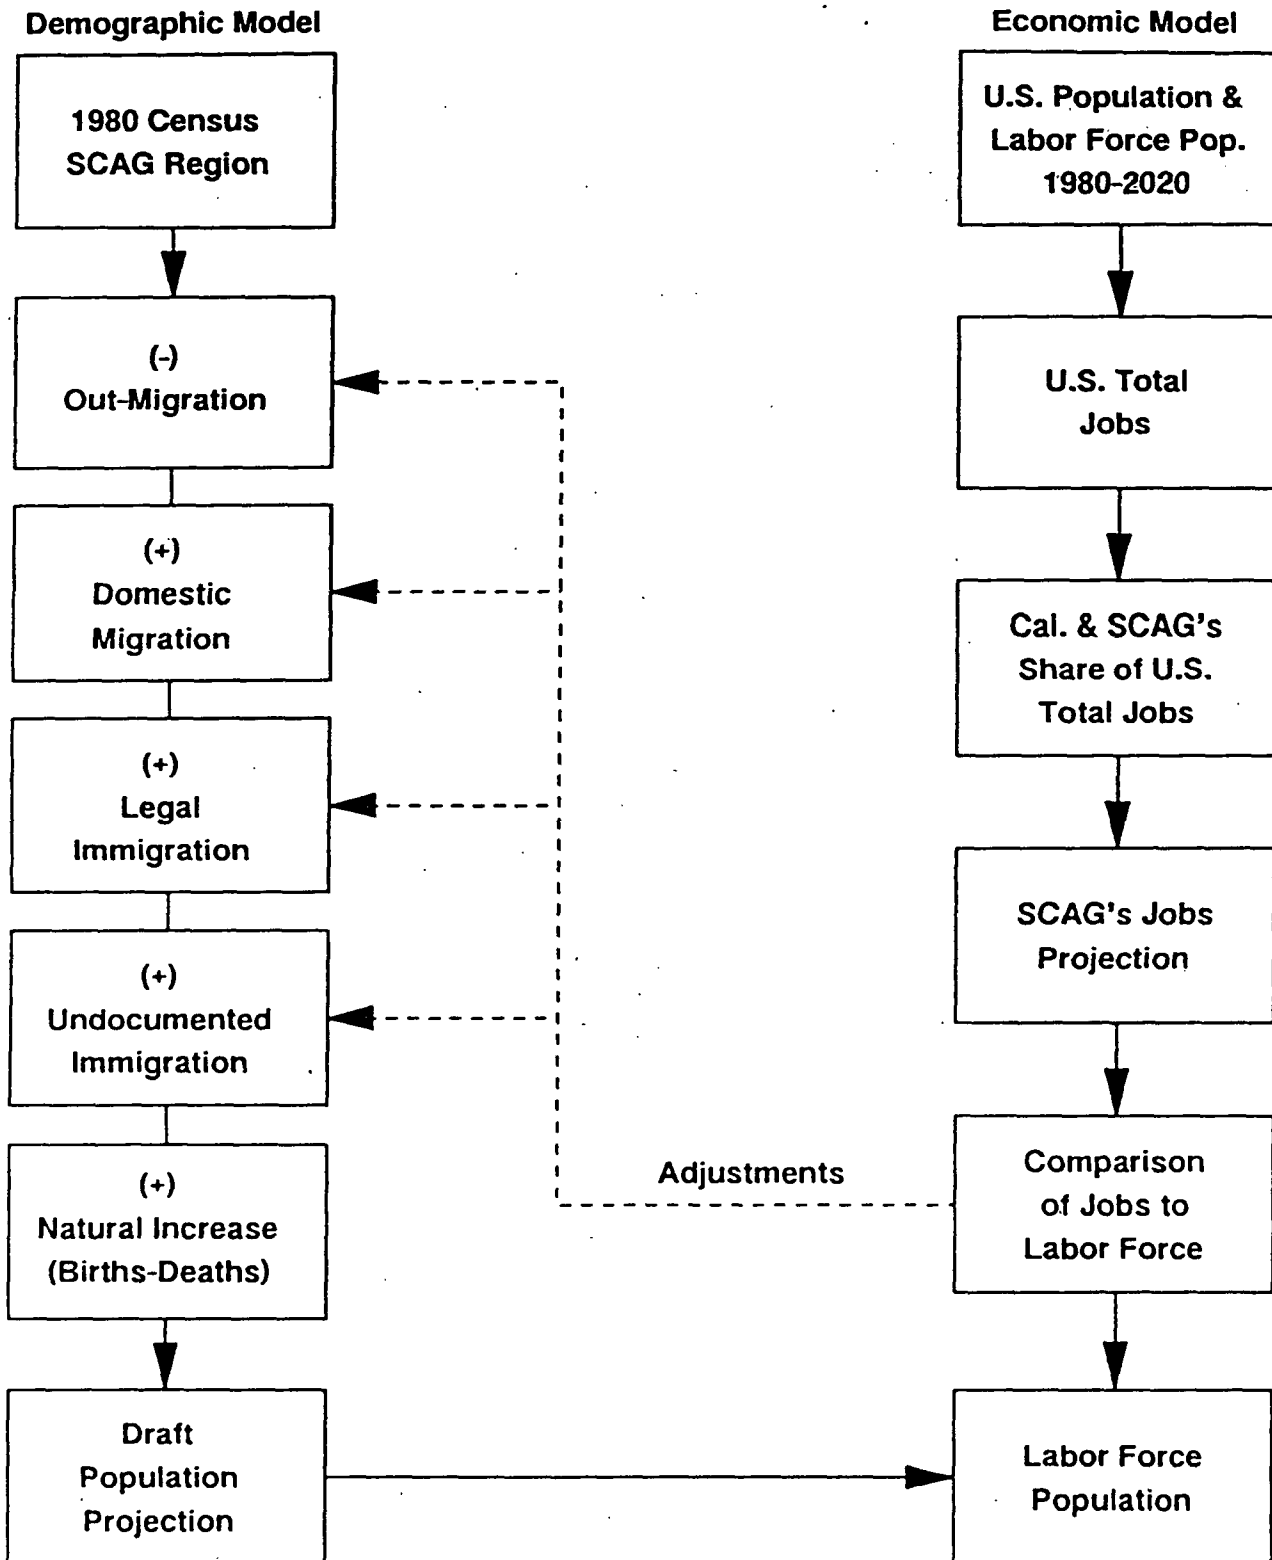 Demographic Model
1980 Census
SCAG Region
(-)
Out-Migration
(+)
Domestic
Migration
(+)
Legal
Immigration
(+)
Undocumented
Immigration
(+)
Natural Increase
(Births-Deaths)
Draft
Population
Projection
Adjustments
Economic Model
U.S. Population &
Labor Force Pop.
1980-2020
U.S. Total
Jobs
Cal. & SCAG's
Share of U.S.
Total Jobs
SCAG's Jobs
Projection
Comparison
of Jobs to
Labor Force
Labor Force
Population